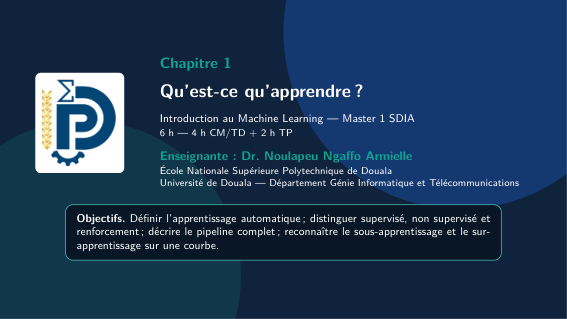 Chapitre 1
Qu'est-ce qu'apprendre ?
Introduction au Machine Learning — Master 1 SDIA
6 h — 4 h CM/TD + 2 h TP
Enseignante : Dr. Noulapeu Ngaffo Armielle
École Nationale Supérieure Polytechnique de Douala
Université de Douala — Département Génie Informatique et Télécommunications
Objectifs. Définir l'apprentissage automatique ; distinguer supervisé, non supervisé et
renforcement ; décrire le pipeline complet ; reconnaître le sous-apprentissage et le sur-
apprentissage sur une courbe.